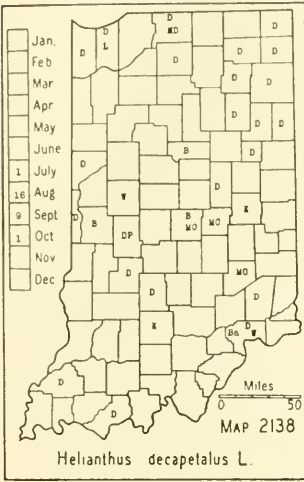 Jan.
Feb
Mar
Apr
May
June
1 July
16 Aug
9 Sept
1 Oct
Nov
Dec
D D
D L MD D D
D D D
D D
D B D
D
W D K
D B B MO MC
DP
D MO
D D
K Ba D W
D
D
Miles
0 50
MAP 2138
Helianthus decapetalus L.